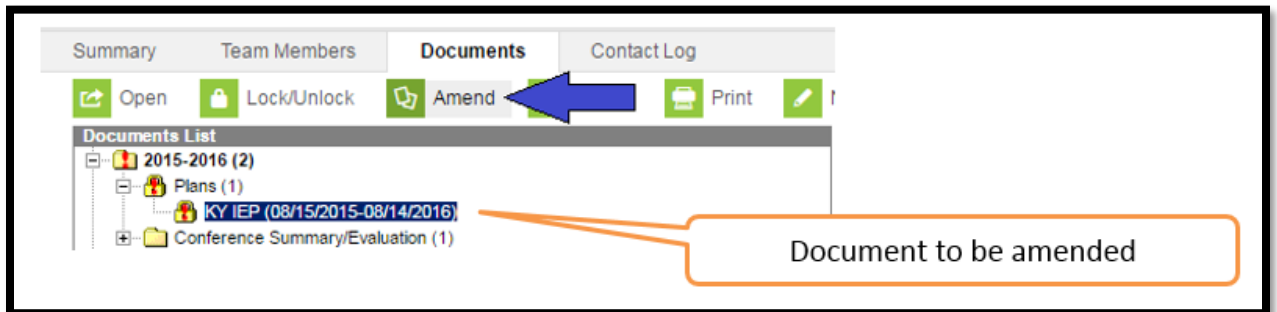 Summary Team Members Documents Contact Log
Open Lock/Unlock Amend Print
Documents List
2015-2016 (2)
Plans (1)
KY IEP (08/15/2015-08/14/2016)
Conference Summary/Evaluation (1)
Document to be amended